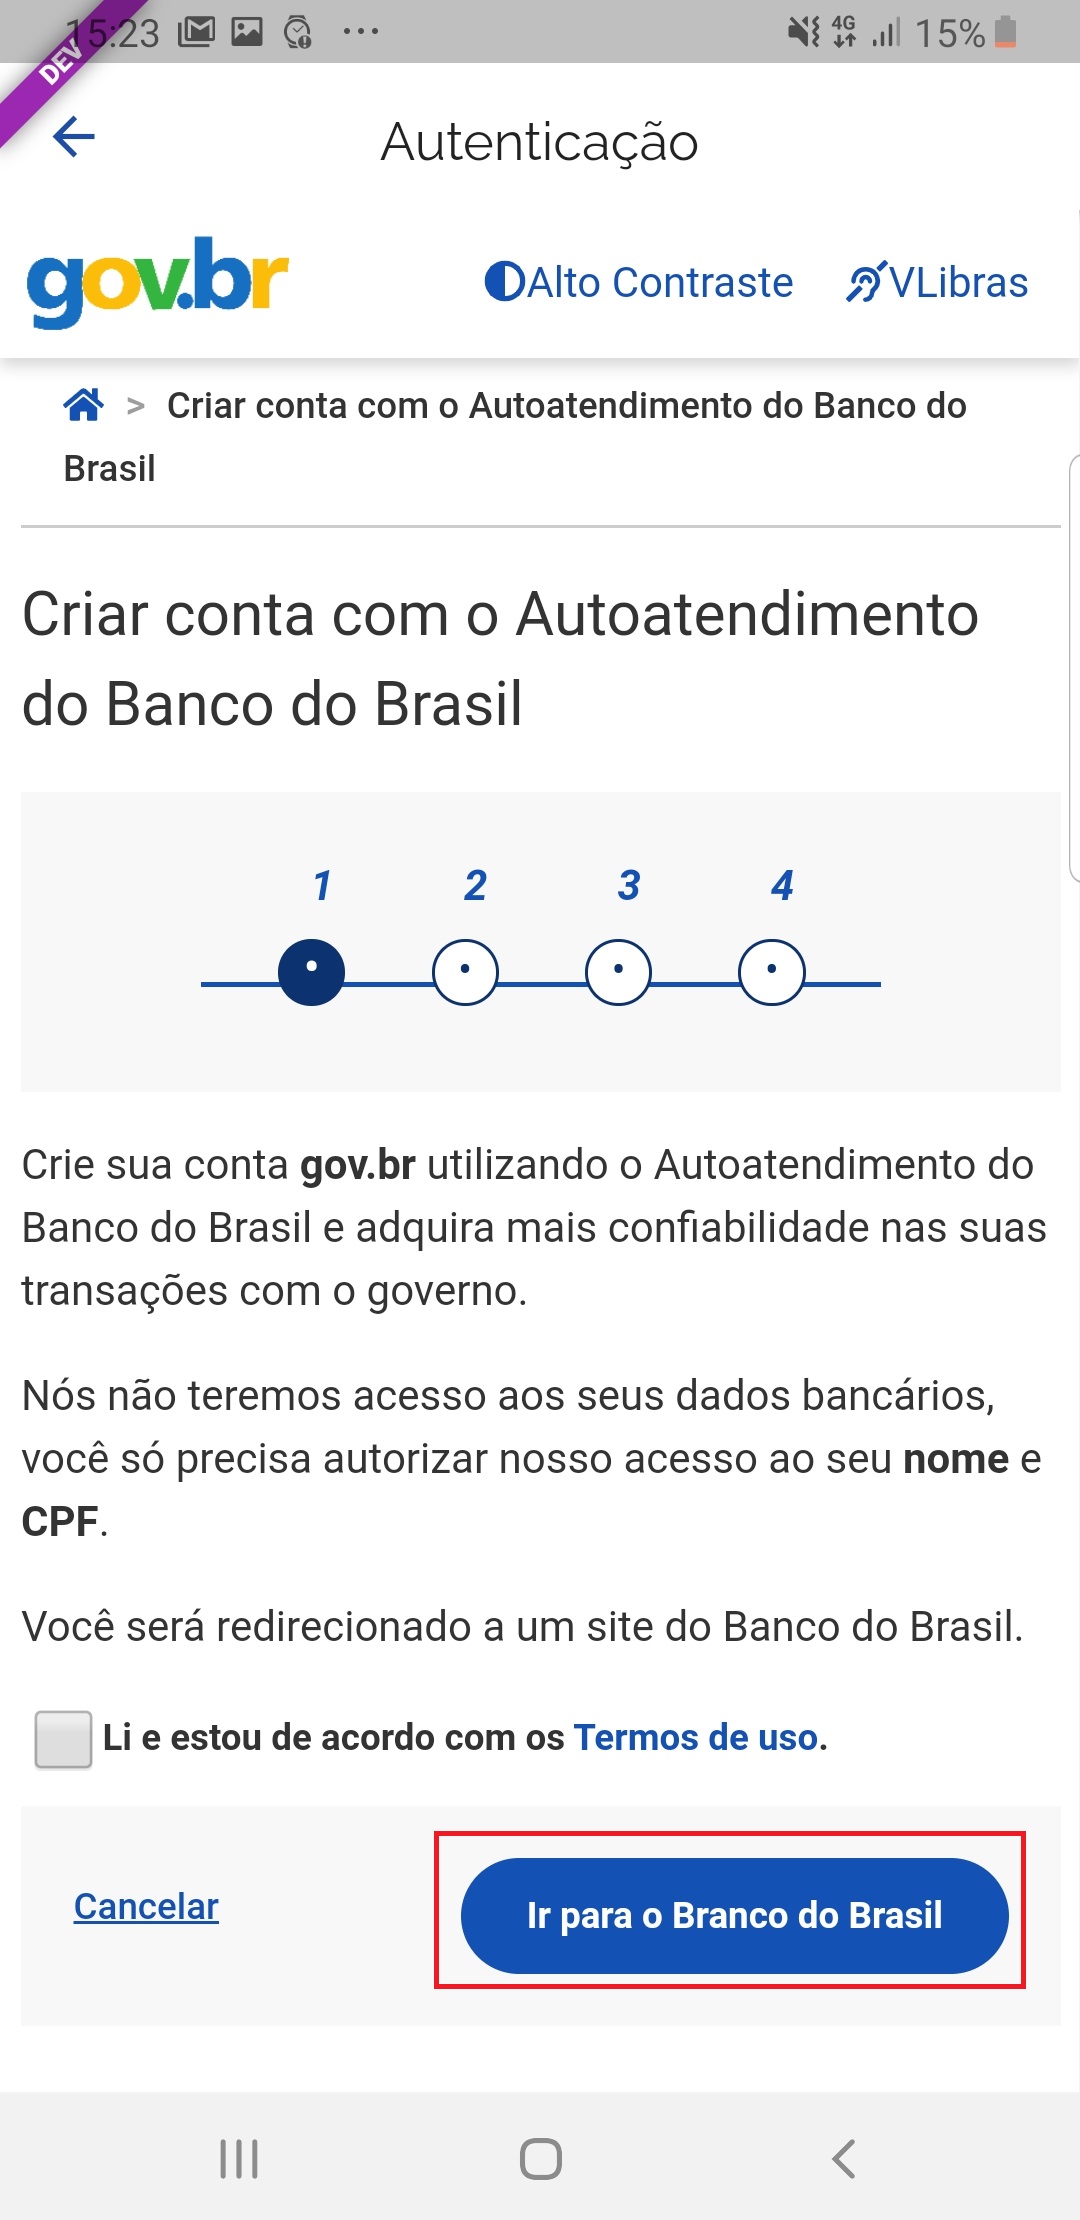 15:23
4G
15%
DEV
Autenticação
gov.br
Alto Contraste
VLibras
> Criar conta com o Autoatendimento do Banco do
Brasil
Criar conta com o Autoatendimento
do Banco do Brasil
1 2 3 4
Crie sua conta gov.br utilizando o Autoatendimento do
Banco do Brasil e adquira mais confiabilidade nas suas
transações com o governo.
Nós não teremos acesso aos seus dados bancários,
você só precisa autorizar nosso acesso ao seu nome e
CPF.
Você será redirecionado a um site do Banco do Brasil.
Li e estou de acordo com os Termos de uso.
Cancelar
Ir para o Branco do Brasil